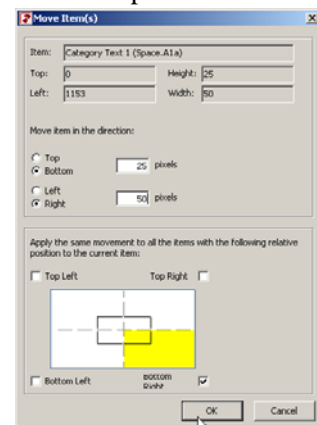 Move Item(s)
Item: Category Text 1 (Space.A1a)
Top: 0 Height: 25
Left: 1153 Width: 50
Move item in the direction:
Top
Bottom 25 pixels
Left
Right 50 pixels
Apply the same movement to all the items with the following relative
position to the current item:
Top Left Top Right
Bottom Left Bottom Right
OK Cancel